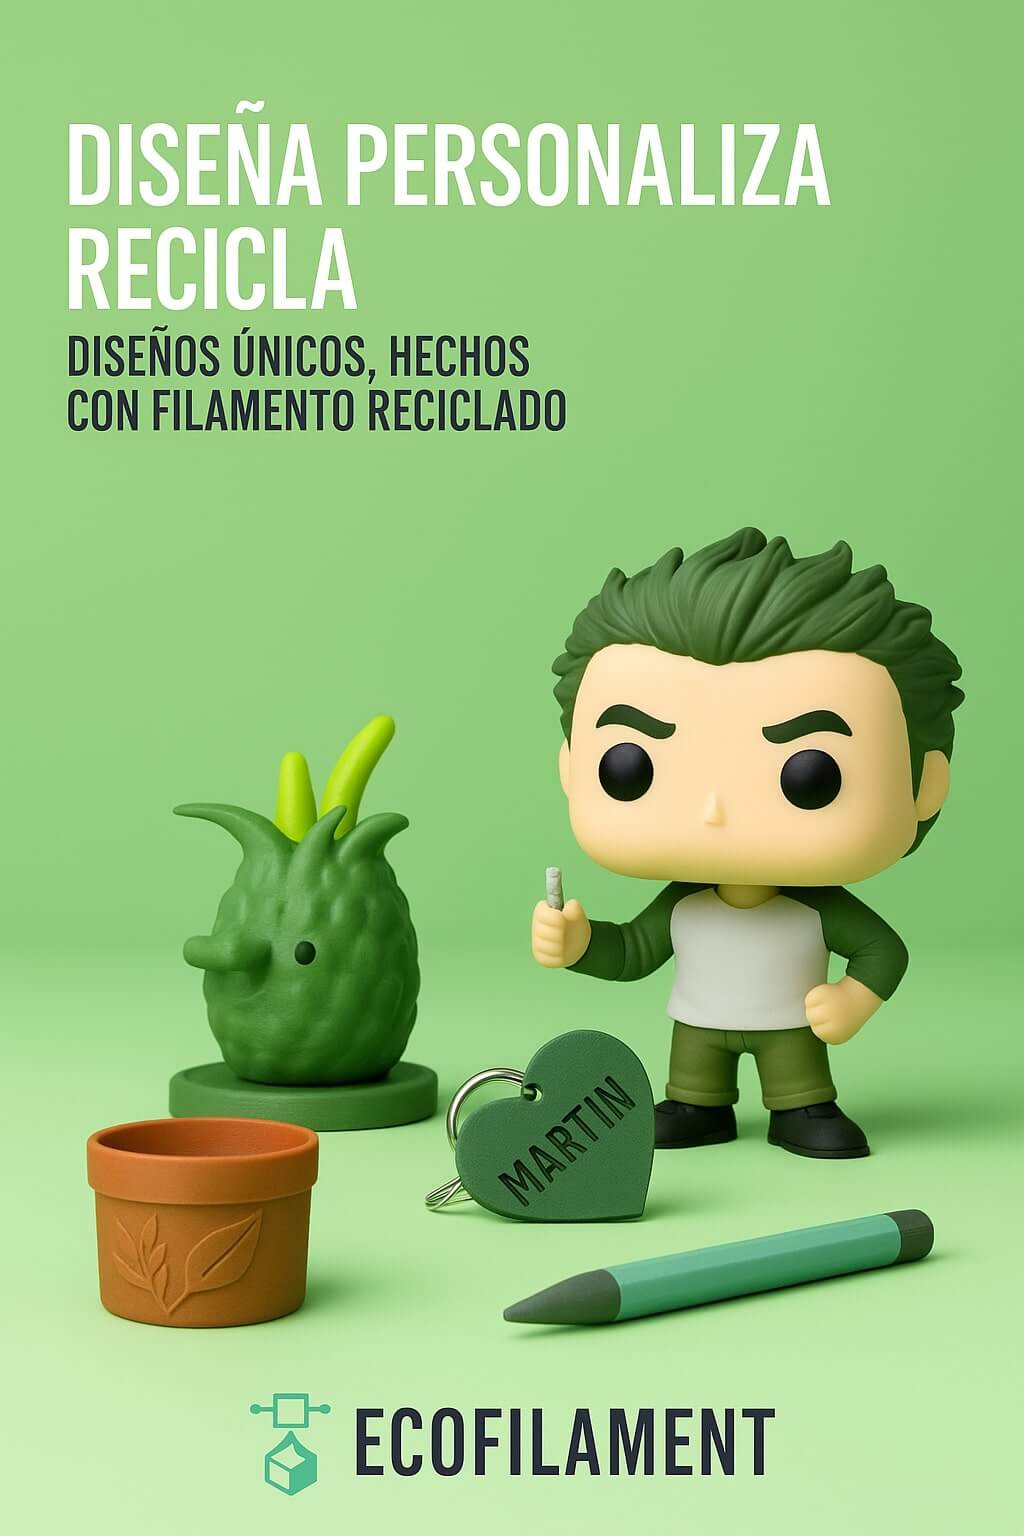 DISEÑA PERSONALIZA
RECICLA
DISEÑOS ÚNICOS, HECHOS
CON FILAMENTO RECICLADO
MARTIN
ECOFILAMENT